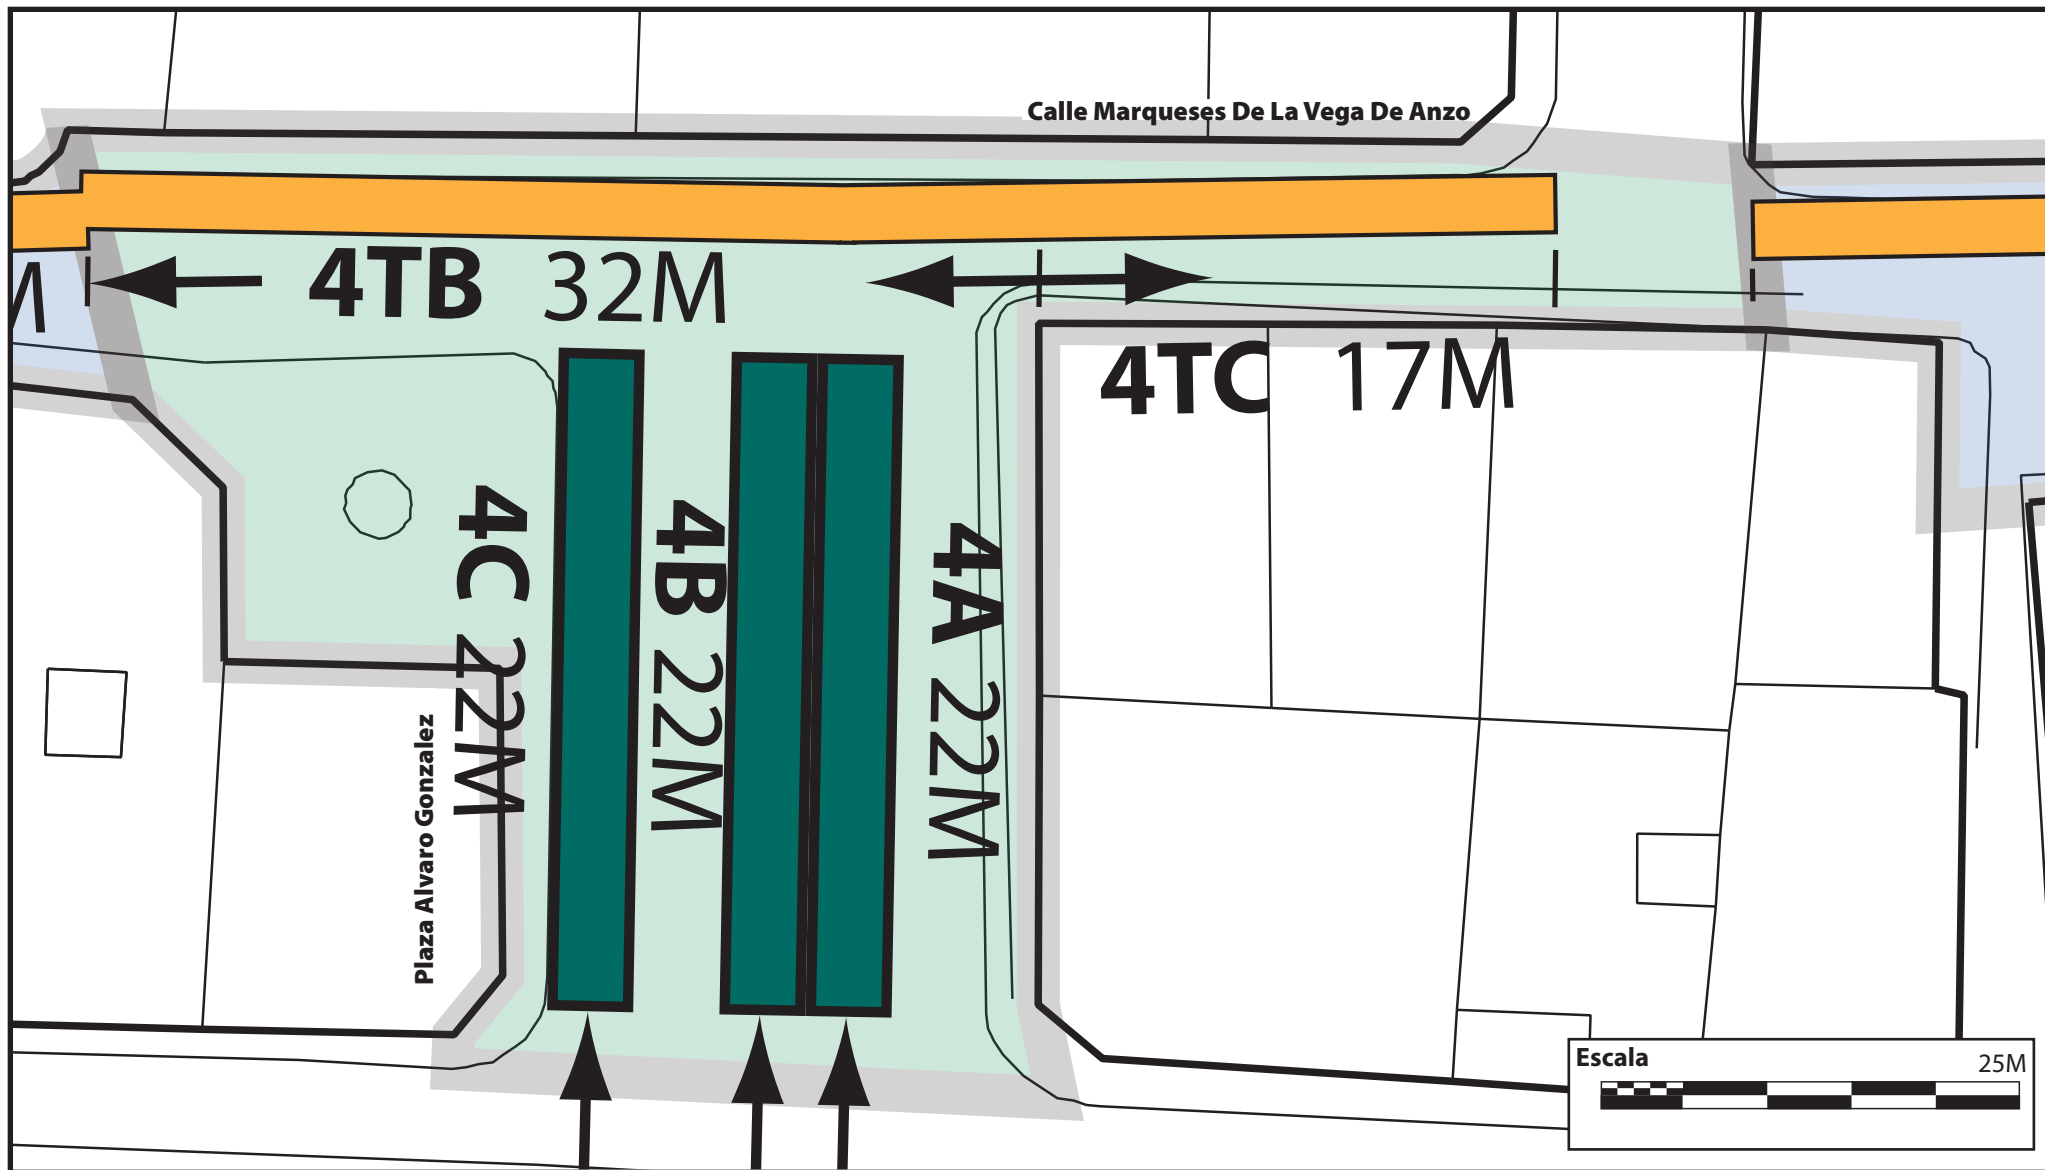 Calle Marqueses De La Vega De Anzo
M
4TB 32M
4TC 17M
4C 22M
4B 22M
4A 22M
Plaza Alvaro Gonzalez
Escala
25M